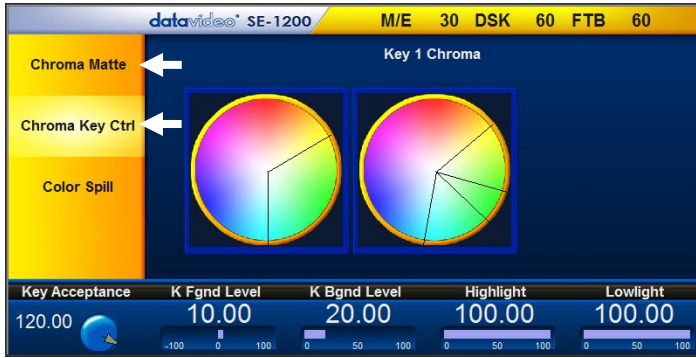 datavideo SE-1200 M/E 30 DSK 60 FTB 60
Key 1 Chroma
Chroma Matte
Chroma Key Ctrl
Color Spill
Key Acceptance K Fgnd Level K Bgnd Level Highlight Lowlight
120.00 10.00 20.00 100.00 100.00
-100 0 100 0 50 100 0 50 100 0 50 100